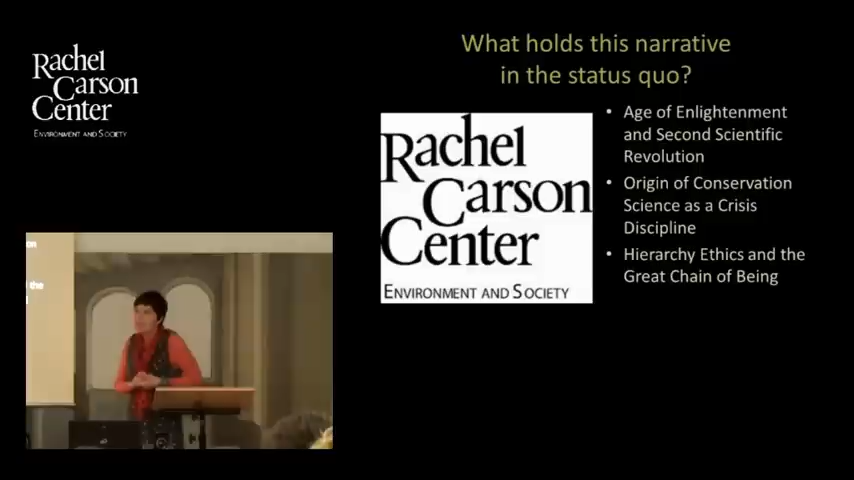 Rachel
Carson
Center
ENVIRONMENT AND SOCIETY
What holds this narrative
in the status quo?
Rachel
Carson
Center
ENVIRONMENT AND SOCIETY
• Age of Enlightenment
and Second Scientific
Revolution
• Origin of Conservation
Science as a Crisis
Discipline
• Hierarchy Ethics and the
Great Chain of Being
on
the